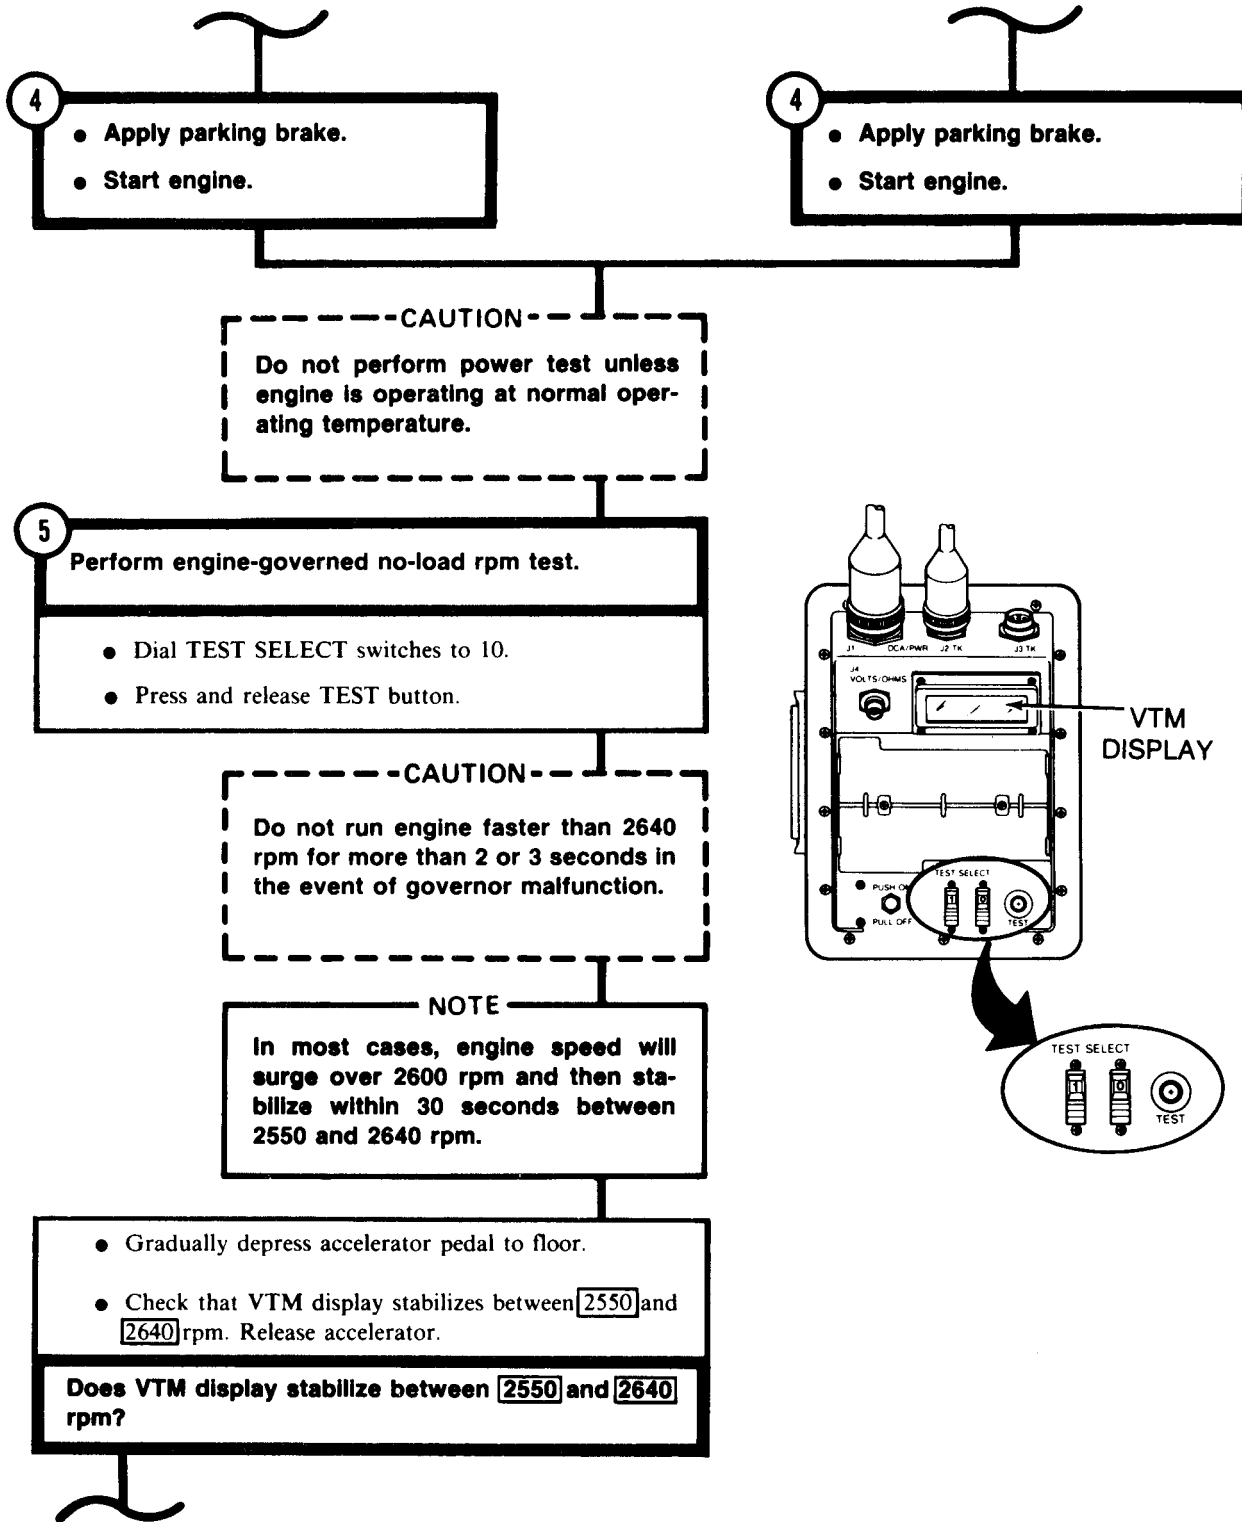 4
• Apply parking brake.
• Start engine.
4
• Apply parking brake.
• Start engine.
CAUTION
Do not perform power test unless
engine is operating at normal oper-
ating temperature.
5
Perform engine-governed no-load rpm test.
• Dial TEST SELECT switches to 10.
• Press and release TEST button.
CAUTION
Do not run engine faster than 2640
rpm for more than 2 or 3 seconds in
the event of governor malfunction.
NOTE
In most cases, engine speed will
surge over 2600 rpm and then sta-
bilize within 30 seconds between
2550 and 2640 rpm.
• Gradually depress accelerator pedal to floor.
• Check that VTM display stabilizes between 2550 and
2640 rpm. Release accelerator.
Does VTM display stabilize between 2550 and 2640
rpm?
J1 DCA/PWR J2 TK J3 TK
J4
VOLTS/OHMS
VTM
DISPLAY
TEST SELECT
PUSH ON
1 0
PULL OFF
TEST
TEST SELECT
1 0
TEST